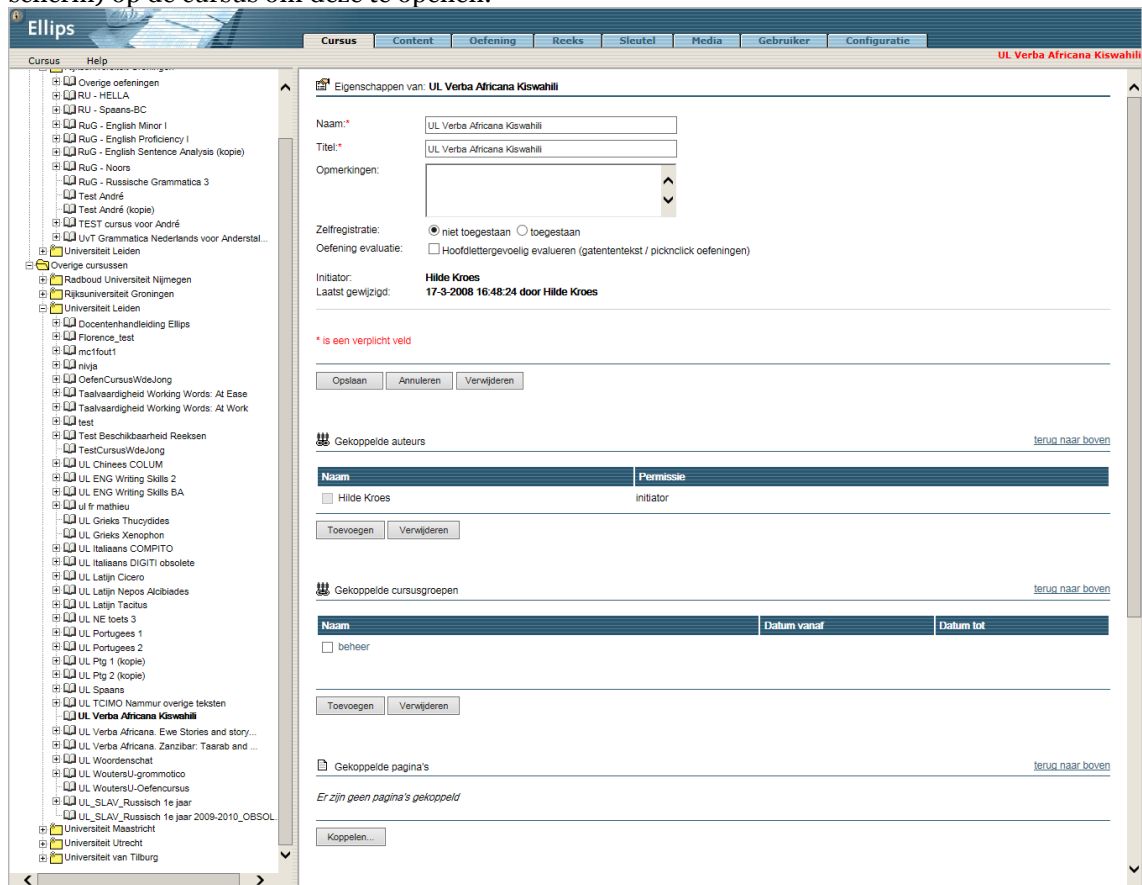 scherm) op de cursus om deze te openen.
Ellips
Cursus Content Oefening Reeks Sleutel Media Gebruiker Configuratie
Cursus Help
UL Verba Africana Kiswahili
Overige oefeningen
RU - HELLA
RU - Spaans-BC
RuG - English Minor I
RuG - English Proficiency I
RuG - English Sentence Analysis (kopie)
RuG - Noors
RuG - Russische Grammatica 3
Test André
Test André (kopie)
TEST cursus voor André
UvT Grammatica Nederlands voor Anderstal...
Universiteit Leiden
Overige cursussen
Radboud Universiteit Nijmegen
Rijksuniversiteit Groningen
Universiteit Leiden
Docentenhandleiding Ellips
Florence_test
mc1fout1
nivja
OefenCursusWdeJong
Taalvaardigheid Working Words: At Ease
Taalvaardigheid Working Words: At Work
test
Test Beschikbaarheid Reeksen
TestCursusWdeJong
UL Chinees COLUM
UL ENG Writing Skills 2
UL ENG Writing Skills BA
ul fr mathieu
UL Grieks Thucydides
UL Grieks Xenophon
UL Italiaans COMPITO
UL Italiaans DIGITI obsolete
UL Latijn Cicero
UL Latijn Nepos Alcibiades
UL Latijn Tacitus
UL NE toets 3
UL Portugees 1
UL Portugees 2
UL Ptg 1 (kopie)
UL Ptg 2 (kopie)
UL Spaans
UL TCIMO Nammur overige teksten
UL Verba Africana Kiswahili
UL Verba Africana. Ewe Stories and story...
UL Verba Africana. Zanzibar: Taarab and ...
UL Woordenschat
UL WoutersU-grommotico
UL WoutersU-Oefencursus
UL_SLAV_Russisch 1e jaar
UL_SLAV_Russisch 1e jaar 2009-2010_OBSOL.
Universiteit Maastricht
Universiteit Utrecht
Universiteit van Tilburg
Eigenschappen van: UL Verba Africana Kiswahili
Naam:* UL Verba Africana Kiswahili
Titel:* UL Verba Africana Kiswahili
Opmerkingen:
Zelfregistratie: niet toegestaan toegestaan
Oefening evaluatie: Hoofdlettergevoelig evalueren (gatententekst / picknclick oefeningen)
Initiator: Hilde Kroes
Laatst gewijzigd: 17-3-2008 16:48:24 door Hilde Kroes
* is een verplicht veld
Opslaan Annuleren Verwijderen
Gekoppelde auteurs terug naar boven
Naam Permissie
Hilde Kroes initiator
Toevoegen Verwijderen
Gekoppelde cursusgroepen terug naar boven
Naam Datum vanaf Datum tot
beheer
Toevoegen Verwijderen
Gekoppelde pagina's terug naar boven
Er zijn geen pagina's gekoppeld
Koppelen...